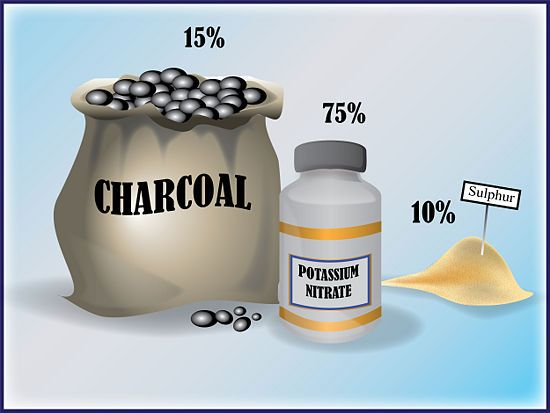 15%
CHARCOAL
75%
POTASSIUM
NITRATE
10%
Sulphur